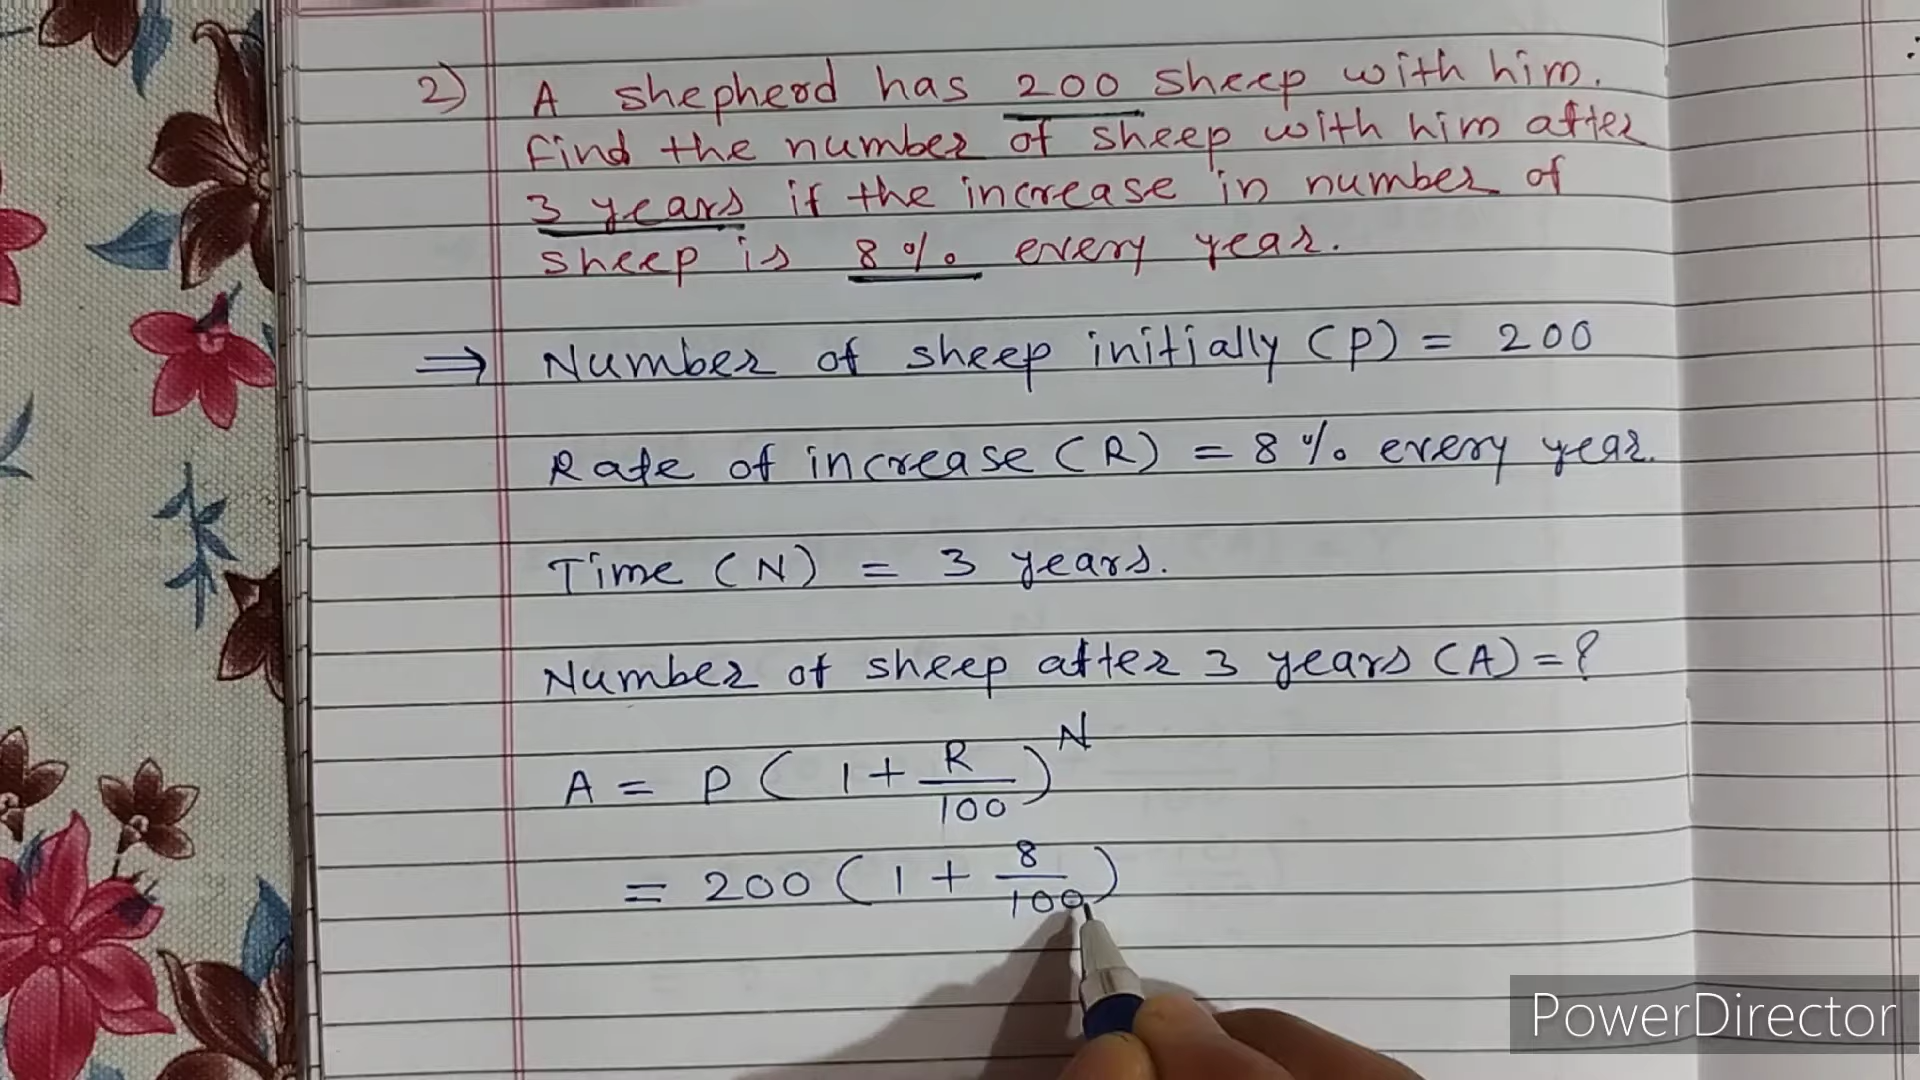 2) A shepherd has 200 sheep with him.
Find the number of sheep with him after
3 years if the increase in number of
sheep is 8% every year.
⇒ Number of sheep initially (P) = 200
Rate of increase (R) = 8% every year.
Time (N) = 3 years.
Number of sheep after 3 years (A) = ?
A = P(1+R/100)^N
= 200(1+8/100)
PowerDirector